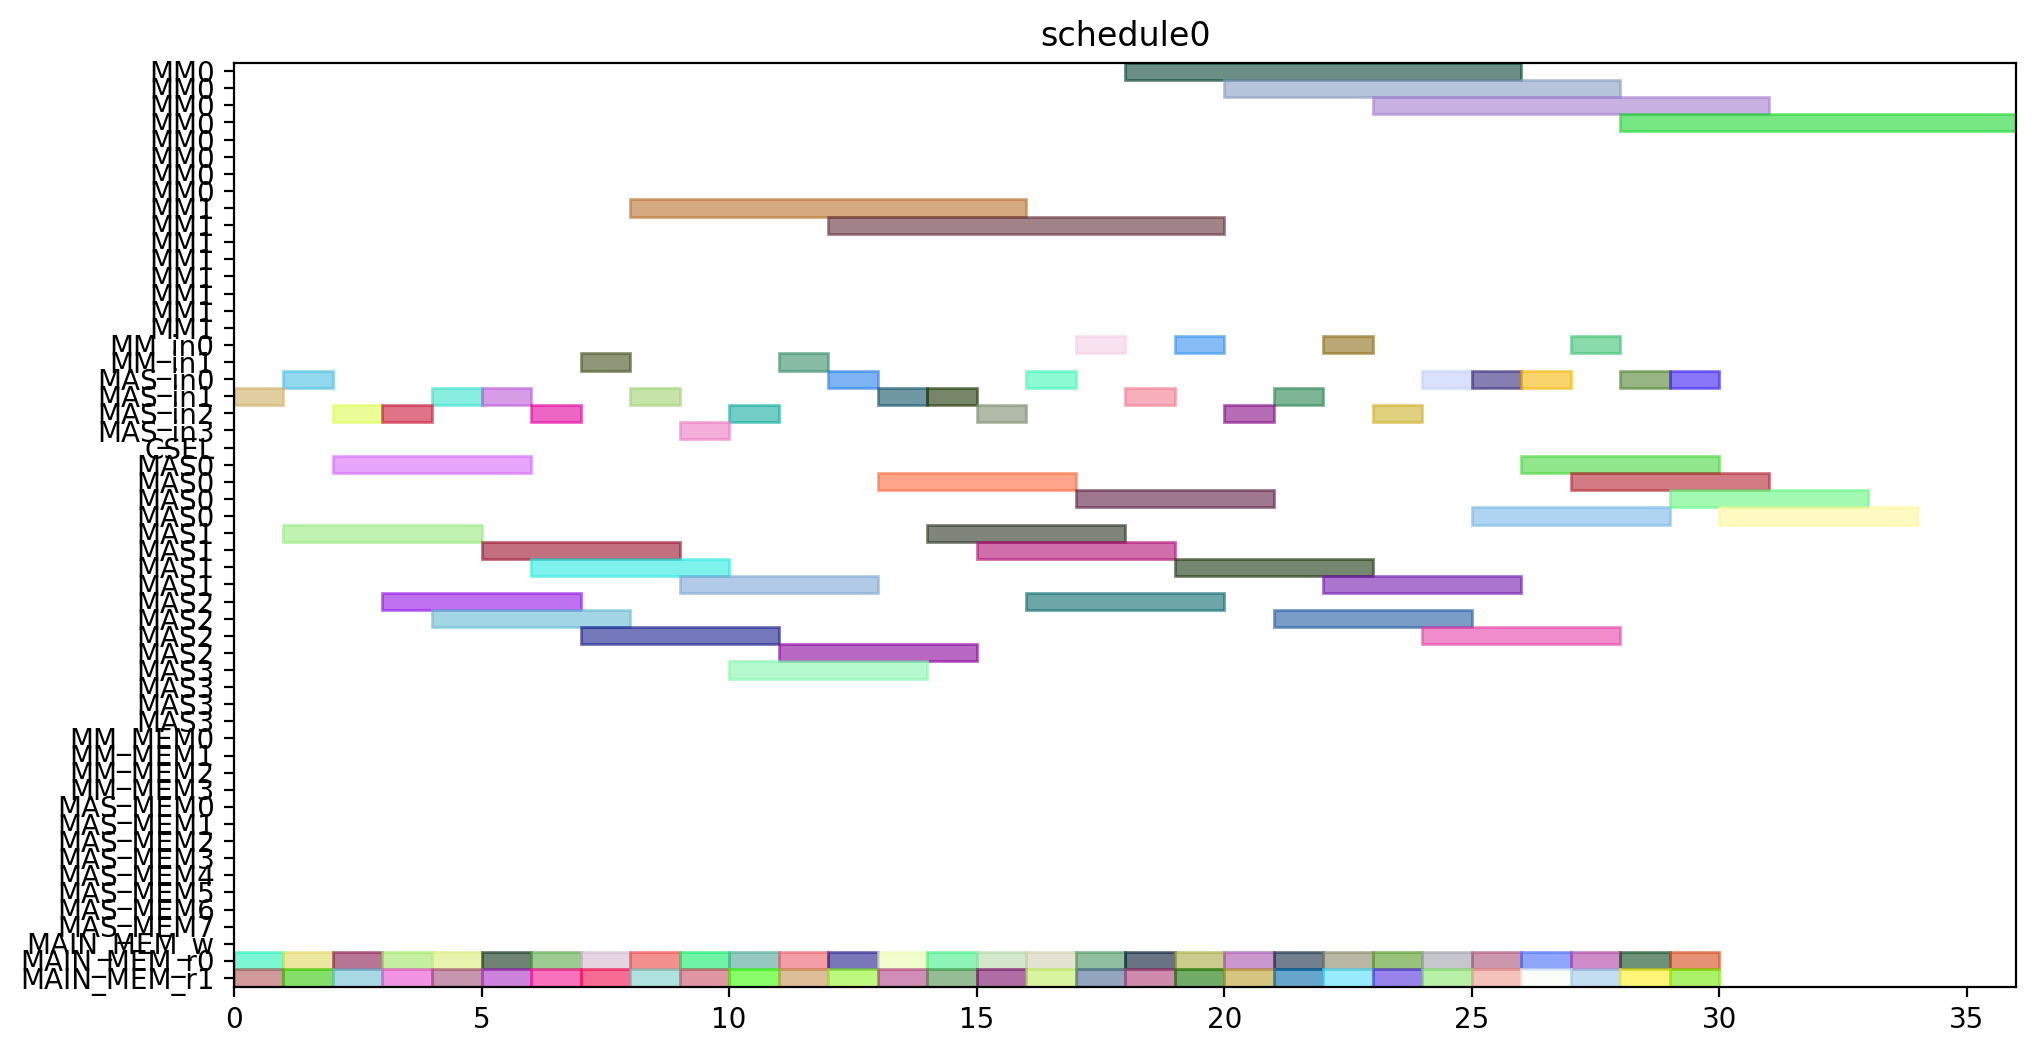 schedule0
MM0
MM0
MM0
MM0
MM0
MM0
MM0
MM0
MM1
MM1
MM1
MM1
MM1
MM1
MM1
MM1
MM_in0
MM_in1
MAS_in0
MAS_in1
MAS_in2
MAS_in3
CSEL
MAS0
MAS0
MAS0
MAS0
MAS1
MAS1
MAS1
MAS1
MAS2
MAS2
MAS2
MAS2
MAS3
MAS3
MAS3
MAS3
MM_MEM0
MM_MEM1
MM_MEM2
MM_MEM3
MAS_MEM0
MAS_MEM1
MAS_MEM2
MAS_MEM3
MAS_MEM4
MAS_MEM5
MAS_MEM6
MAS_MEM7
MAIN_MEM_w
MAIN_MEM_r0
MAIN_MEM_r1
0 5 10 15 20 25 30 35